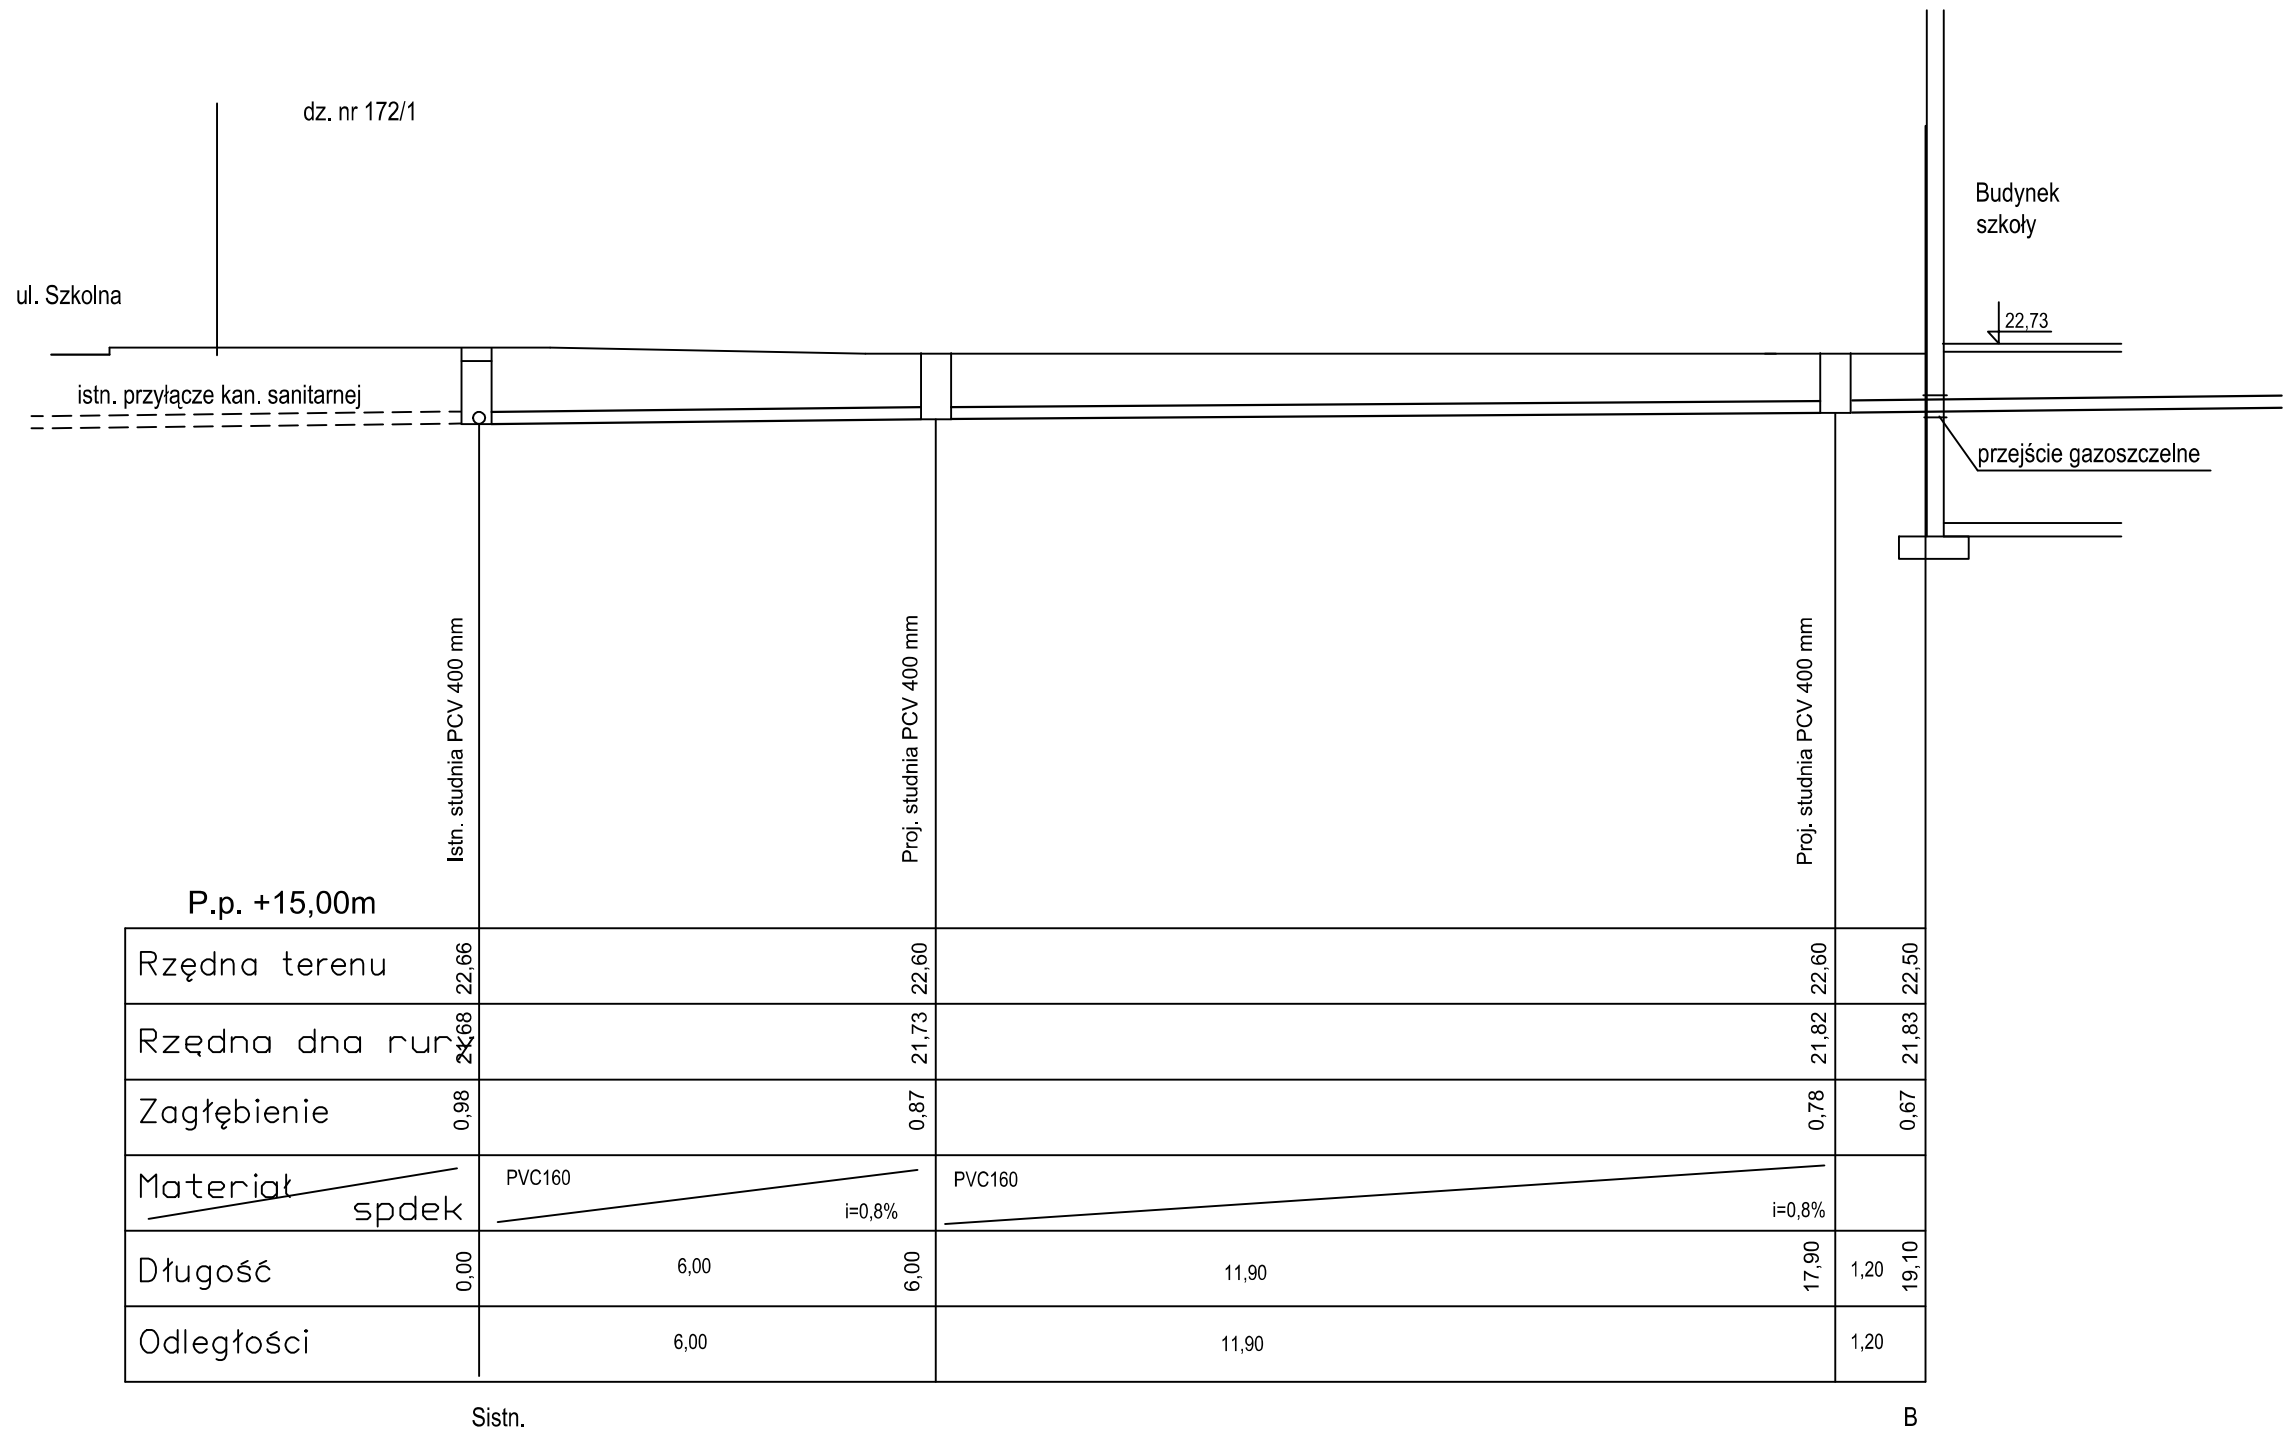 dz. nr 172/1
Budynek
szkoły
ul. Szkolna
22,73
istn. przyłącze kan. sanitarnej
przejście gazoszczelne
Istn. studnia PCV 400 mm
Proj. studnia PCV 400 mm
Proj. studnia PCV 400 mm
P.p. +15,00m
Rzędna terenu 22,66 22,60 22,60 22,50
Rzędna dna rury 21,68 21,73 21,82 21,83
Zagłębienie 0,98 0,87 0,78 0,67
Materiał PVC160 PVC160
spdek i=0,8% i=0,8%
Długość 0,00 6,00 6,00 11,90 17,90 1,20 19,10
Odległości 6,00 11,90 1,20
Sistn. B